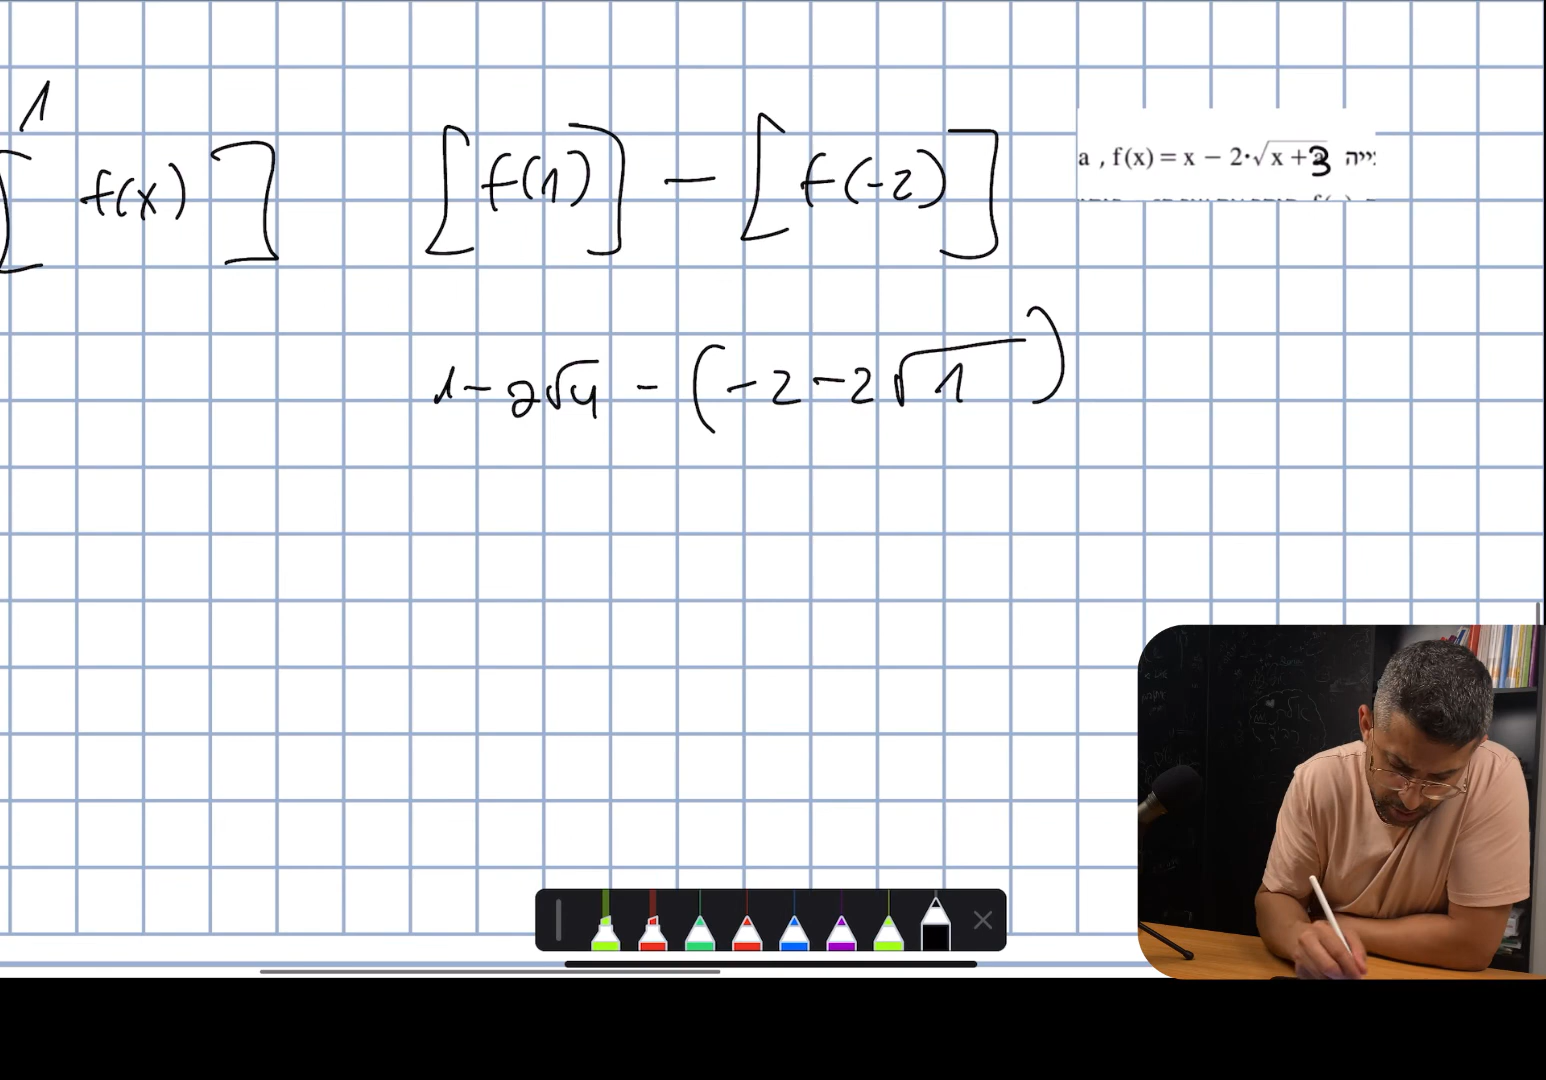 1
[ f(x) ] [f(1)] - [f(-2)]
a , f(x) = x − 2·√x + 3
1 - 2√4 - (-2 - 2√1)